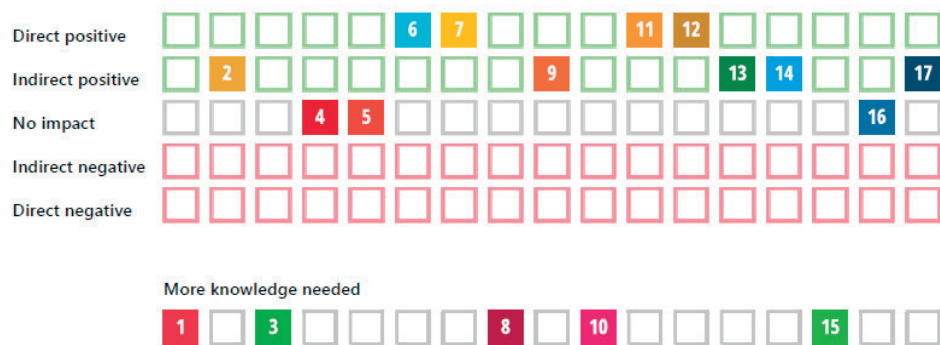 Direct positive 6 7 11 12
Indirect positive 2 9 13 14 17
No impact 4 5 16
Indirect negative
Direct negative
More knowledge needed
1 3 8 10 15